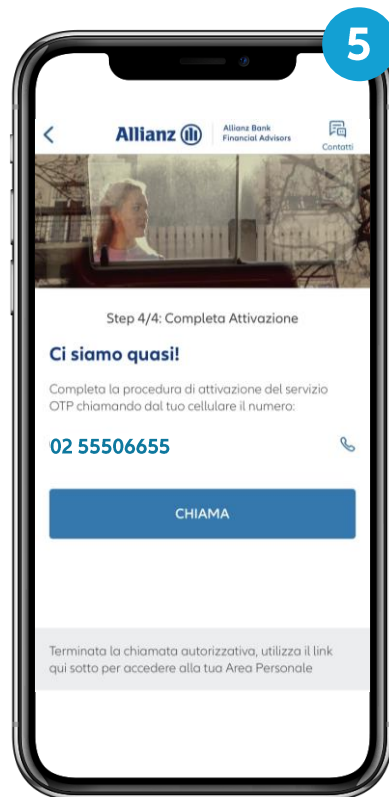 5
Allianz
Allianz Bank
Financial Advisors
Contatti
Step 4/4: Completa Attivazione
Ci siamo quasi!
Completa la procedura di attivazione del servizio
OTP chiamando dal tuo cellulare il numero:
02 55506655
CHIAMA
Terminata la chiamata autorizzativa, utilizza il link
qui sotto per accedere alla tua Area Personale